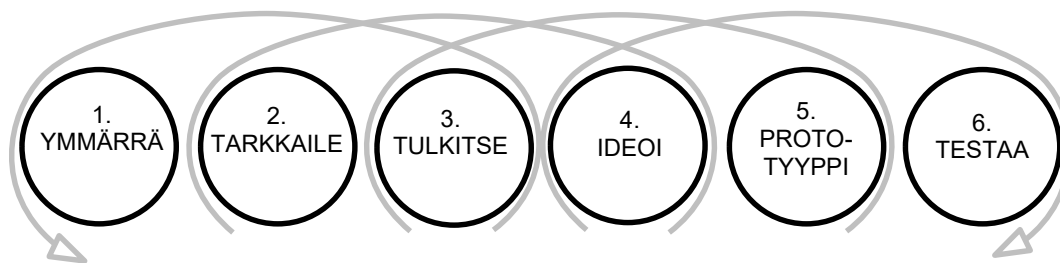 1.
YMMÄRRÄ
2.
TARKKAILE
3.
TULKITSE
4.
IDEOI
5.
PROTO-
TYYPPI
6.
TESTAA